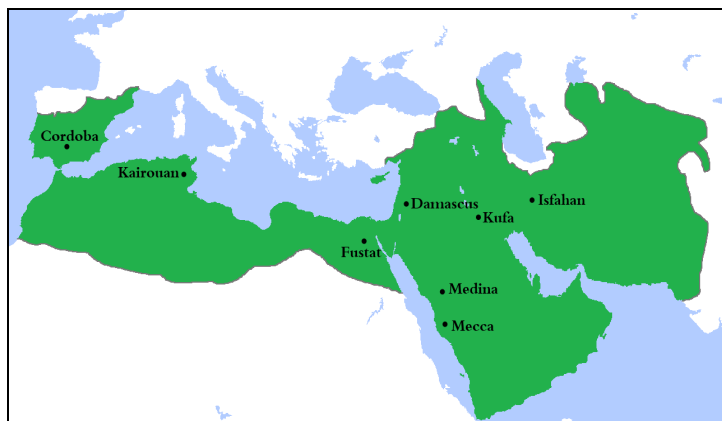 Cordoba
Kairouan
Damascus
Isfahan
Kufa
Fustat
Medina
Mecca